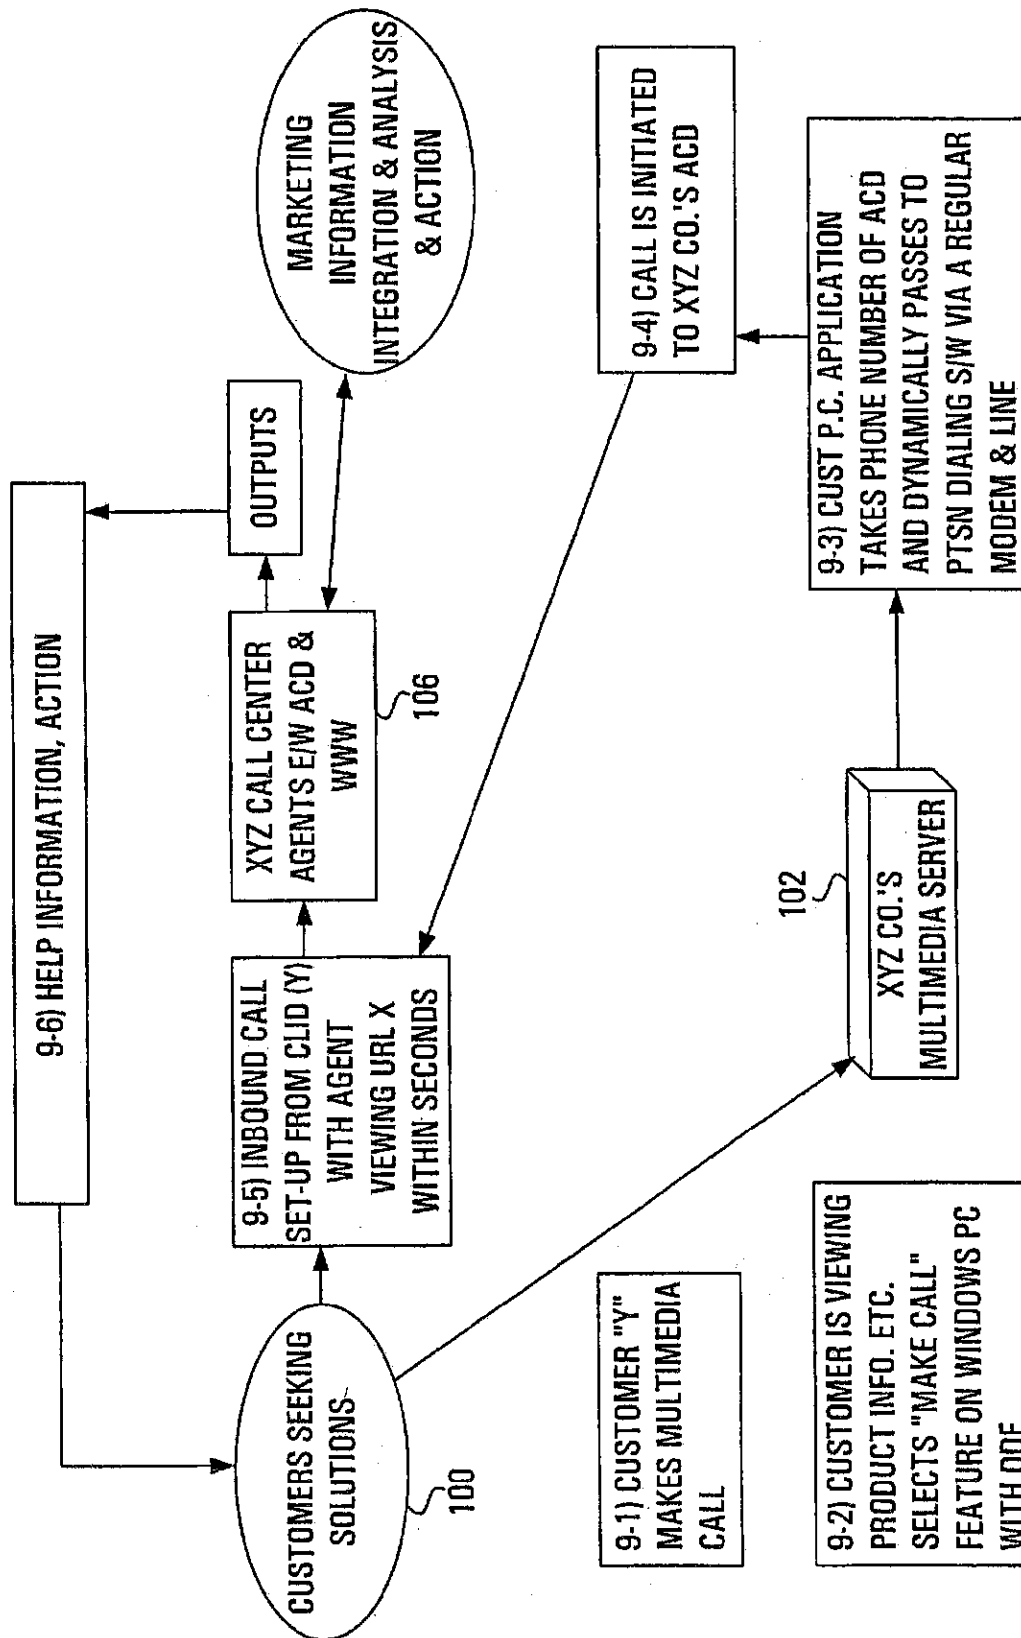 9-6) HELP INFORMATION, ACTION
CUSTOMERS SEEKING
SOLUTIONS
100
9-5) INBOUND CALL
SET-UP FROM CLID (Y)
WITH AGENT
VIEWING URL X
WITHIN SECONDS
XYZ CALL CENTER
AGENTS E/W ACD &
WWW
106
OUTPUTS
MARKETING
INFORMATION
INTEGRATION & ANALYSIS
& ACTION
9-1) CUSTOMER "Y"
MAKES MULTIMEDIA
CALL
9-4) CALL IS INITIATED
TO XYZ CO.'S ACD
9-2) CUSTOMER IS VIEWING
PRODUCT INFO. ETC.
SELECTS "MAKE CALL"
FEATURE ON WINDOWS PC
WITH
102
XYZ CO.'S
MULTIMEDIA SERVER
9-3) CUST P.C. APPLICATION
TAKES PHONE NUMBER OF ACD
AND DYNAMICALLY PASSES TO
PTSN DIALING S/W VIA A REGULAR
MODEM & LINE